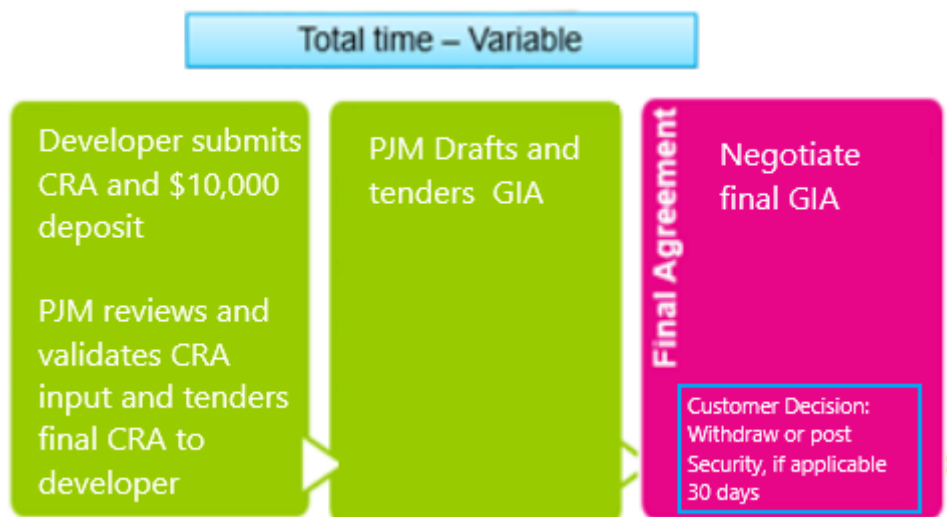 Total time – Variable
Developer submits
CRA and $10,000
deposit
PJM reviews and
validates CRA
input and tenders
final CRA to
developer
PJM Drafts and
tenders GIA
Final Agreement
Negotiate
final GIA
Customer Decision:
Withdraw or post
Security, if applicable
30 days